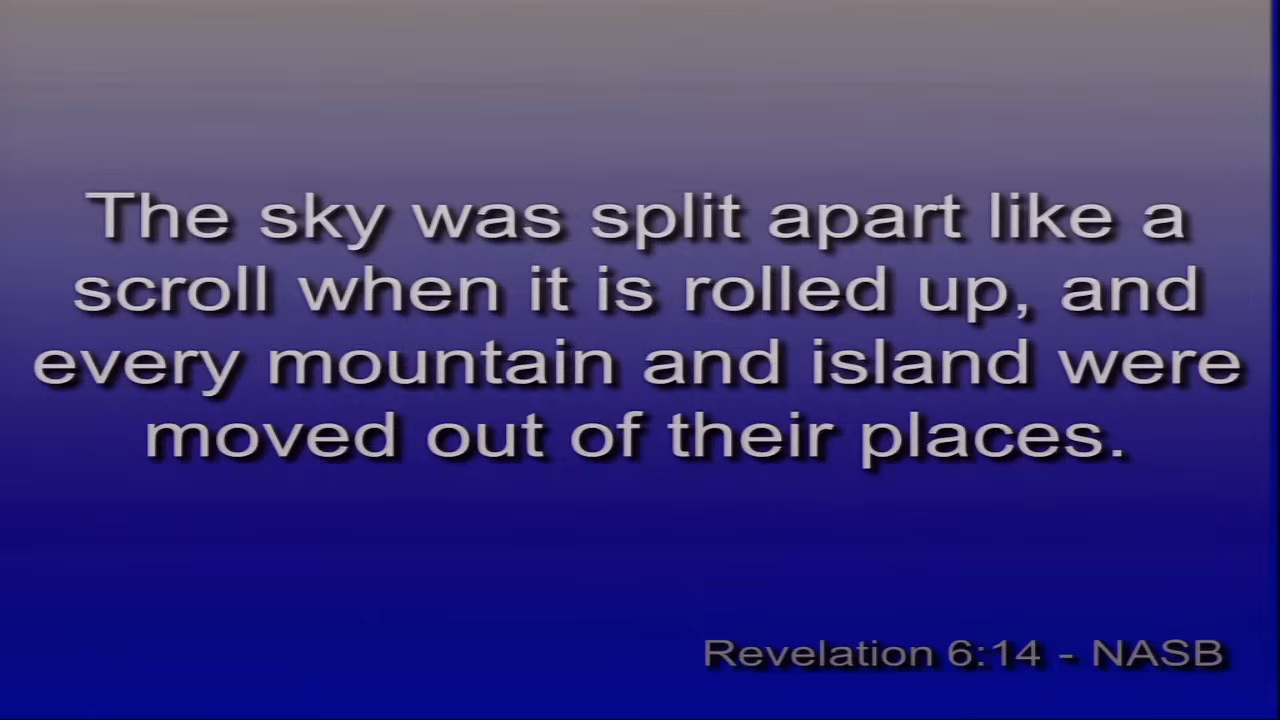 The sky was split apart like a
scroll when it is rolled up, and
every mountain and island were
moved out of their places.
Revelation 6:14 - NASB